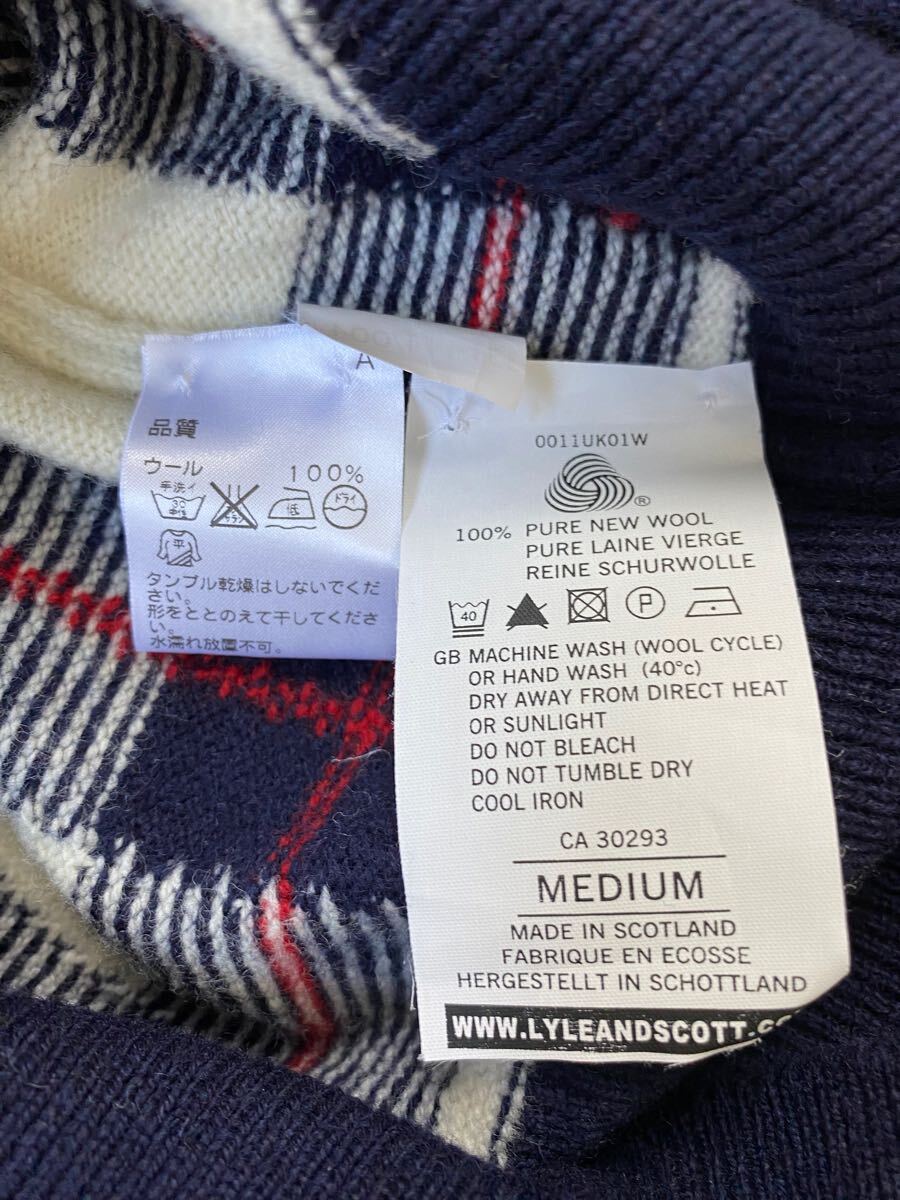 A
品質
ウール 100%
手洗イ
30
中性
低
ドライ
平
タンブル乾燥はしないでくだ
さい。
形をととのえて干してくださ
い。
水濡れ放置不可。
0011UK01W
®
100% PURE NEW WOOL
PURE LAINE VIERGE
REINE SCHURWOLLE
40
P
GB MACHINE WASH (WOOL CYCLE)
OR HAND WASH (40°c)
DRY AWAY FROM DIRECT HEAT
OR SUNLIGHT
DO NOT BLEACH
DO NOT TUMBLE DRY
COOL IRON
CA 30293
MEDIUM
MADE IN SCOTLAND
FABRIQUE EN ECOSSE
HERGESTELLT IN SCHOTTLAND
WWW.LYLEANDSCOTT.C